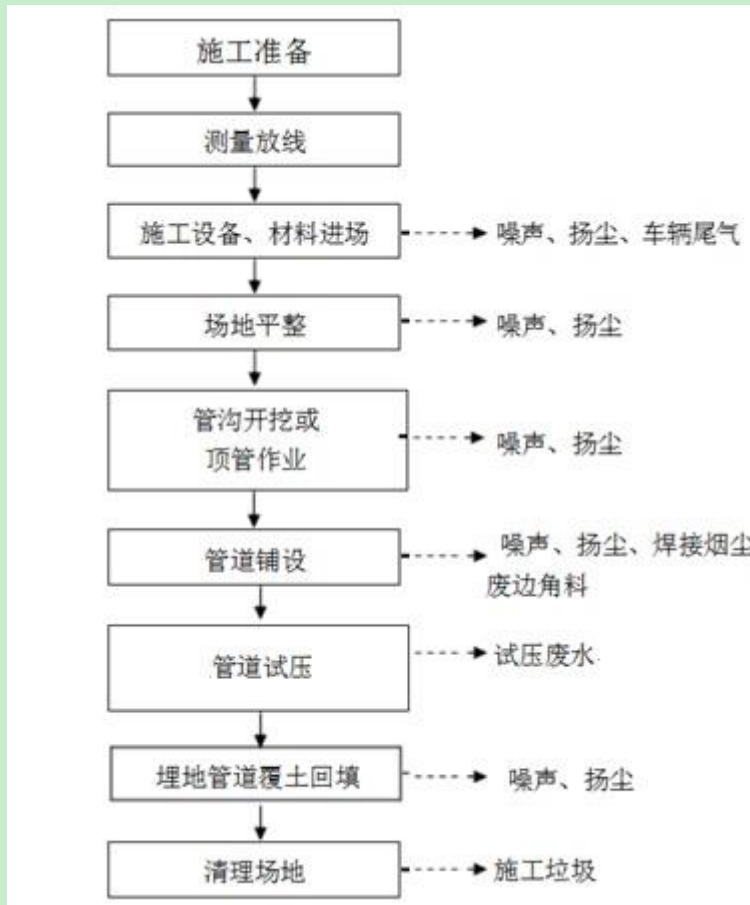 施工准备
测量放线
施工设备、材料进场
噪声、扬尘、车辆尾气
场地平整
噪声、扬尘
管沟开挖或
顶管作业
噪声、扬尘
管道铺设
噪声、扬尘、焊接烟尘
废边角料
管道试压
试压废水
埋地管道覆土回填
噪声、扬尘
清理场地
施工垃圾